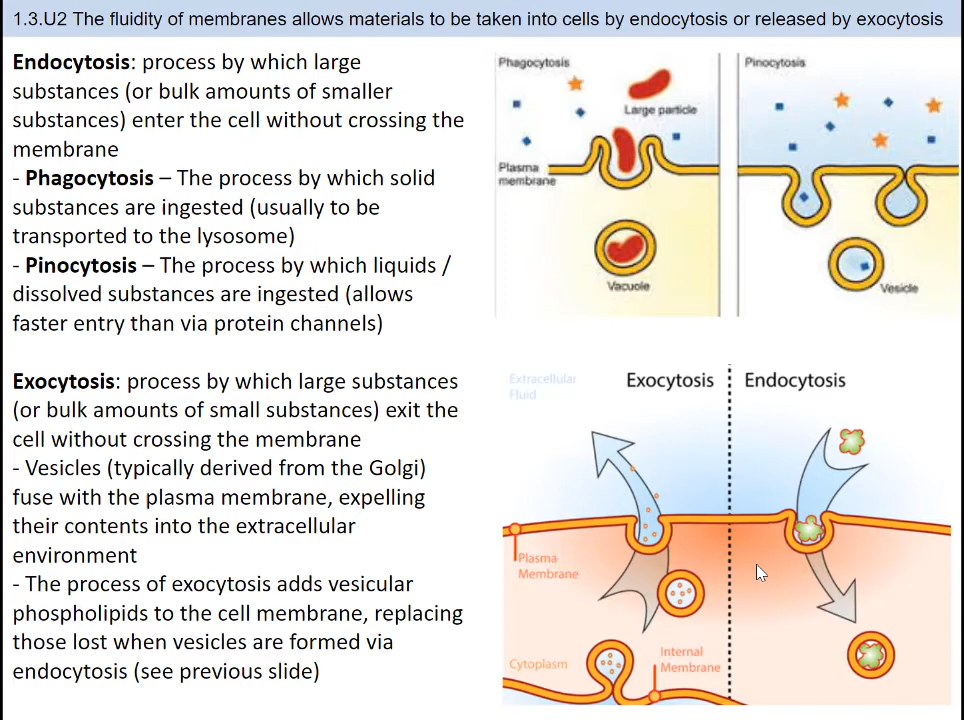 1.3.U2 The fluidity of membranes allows materials to be taken into cells by endocytosis or released by exocytosis
Endocytosis: process by which large
substances (or bulk amounts of smaller
substances) enter the cell without crossing the
membrane
- Phagocytosis – The process by which solid
substances are ingested (usually to be
transported to the lysosome)
- Pinocytosis – The process by which liquids /
dissolved substances are ingested (allows
faster entry than via protein channels)
Exocytosis: process by which large substances
(or bulk amounts of small substances) exit the
cell without crossing the membrane
- Vesicles (typically derived from the Golgi)
fuse with the plasma membrane, expelling
their contents into the extracellular
environment
- The process of exocytosis adds vesicular
phospholipids to the cell membrane, replacing
those lost when vesicles are formed via
endocytosis (see previous slide)
Phagocytosis
Large particle
Plasma
membrane
Vacuole
Pinocytosis
Vesicle
Extracellular
Fluid
Exocytosis
Endocytosis
Plasma
Membrane
Cytoplasm
Internal
Membrane